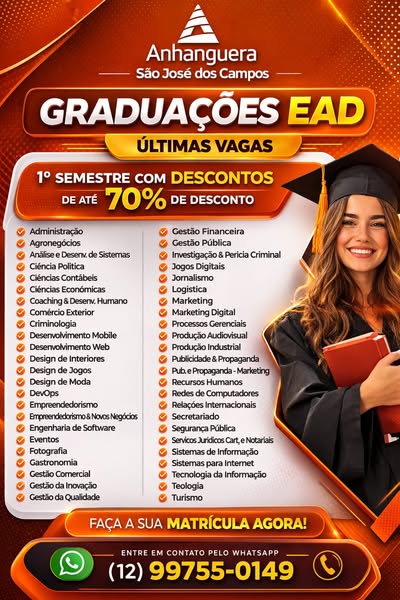 Anhanguera
São José dos Campos
GRADUAÇÕES EAD
ÚLTIMAS VAGAS
1º SEMESTRE COM DESCONTOS
DE ATÉ 70% DE DESCONTO
Administração
Agronegócios
Análise e Desenv. de Sistemas
Ciência Politica
Ciências Contábeis
Ciências Econômicas
Coaching & Desenv. Humano
Comércio Exterior
Criminologia
Desenvolvimento Mobile
Desenvolvimento Web
Design de Interiores
Design de Jogos
Design de Moda
DevOps
Empreendedorismo
Empreendedorismo & Novos Negócios
Engenharia de Software
Eventos
Fotografia
Gastronomia
Gestão Comercial
Gestão da Inovação
Gestão da Qualidade
Gestão Financeira
Gestão Pública
Investigação & Pericia Criminal
Jogos Digitais
Jornalismo
Logistica
Marketing
Marketing Digital
Processos Gerenciais
Produção Audiovisual
Produção Industrial
Publicidade & Propaganda
Pub. e Propaganda - Marketing
Recursos Humanos
Redes de Computadores
Relações Internacionais
Secretariado
Segurança Pública
Servicos Juridicos Cart, e Notariais
Sistemas de Informação
Sistemas para Internet
Tecnologia da Informação
Teologia
Turismo
FAÇA A SUA MATRÍCULA AGORA!
ENTRE EM CONTATO PELO WHATSAPP
(12) 99755-0149